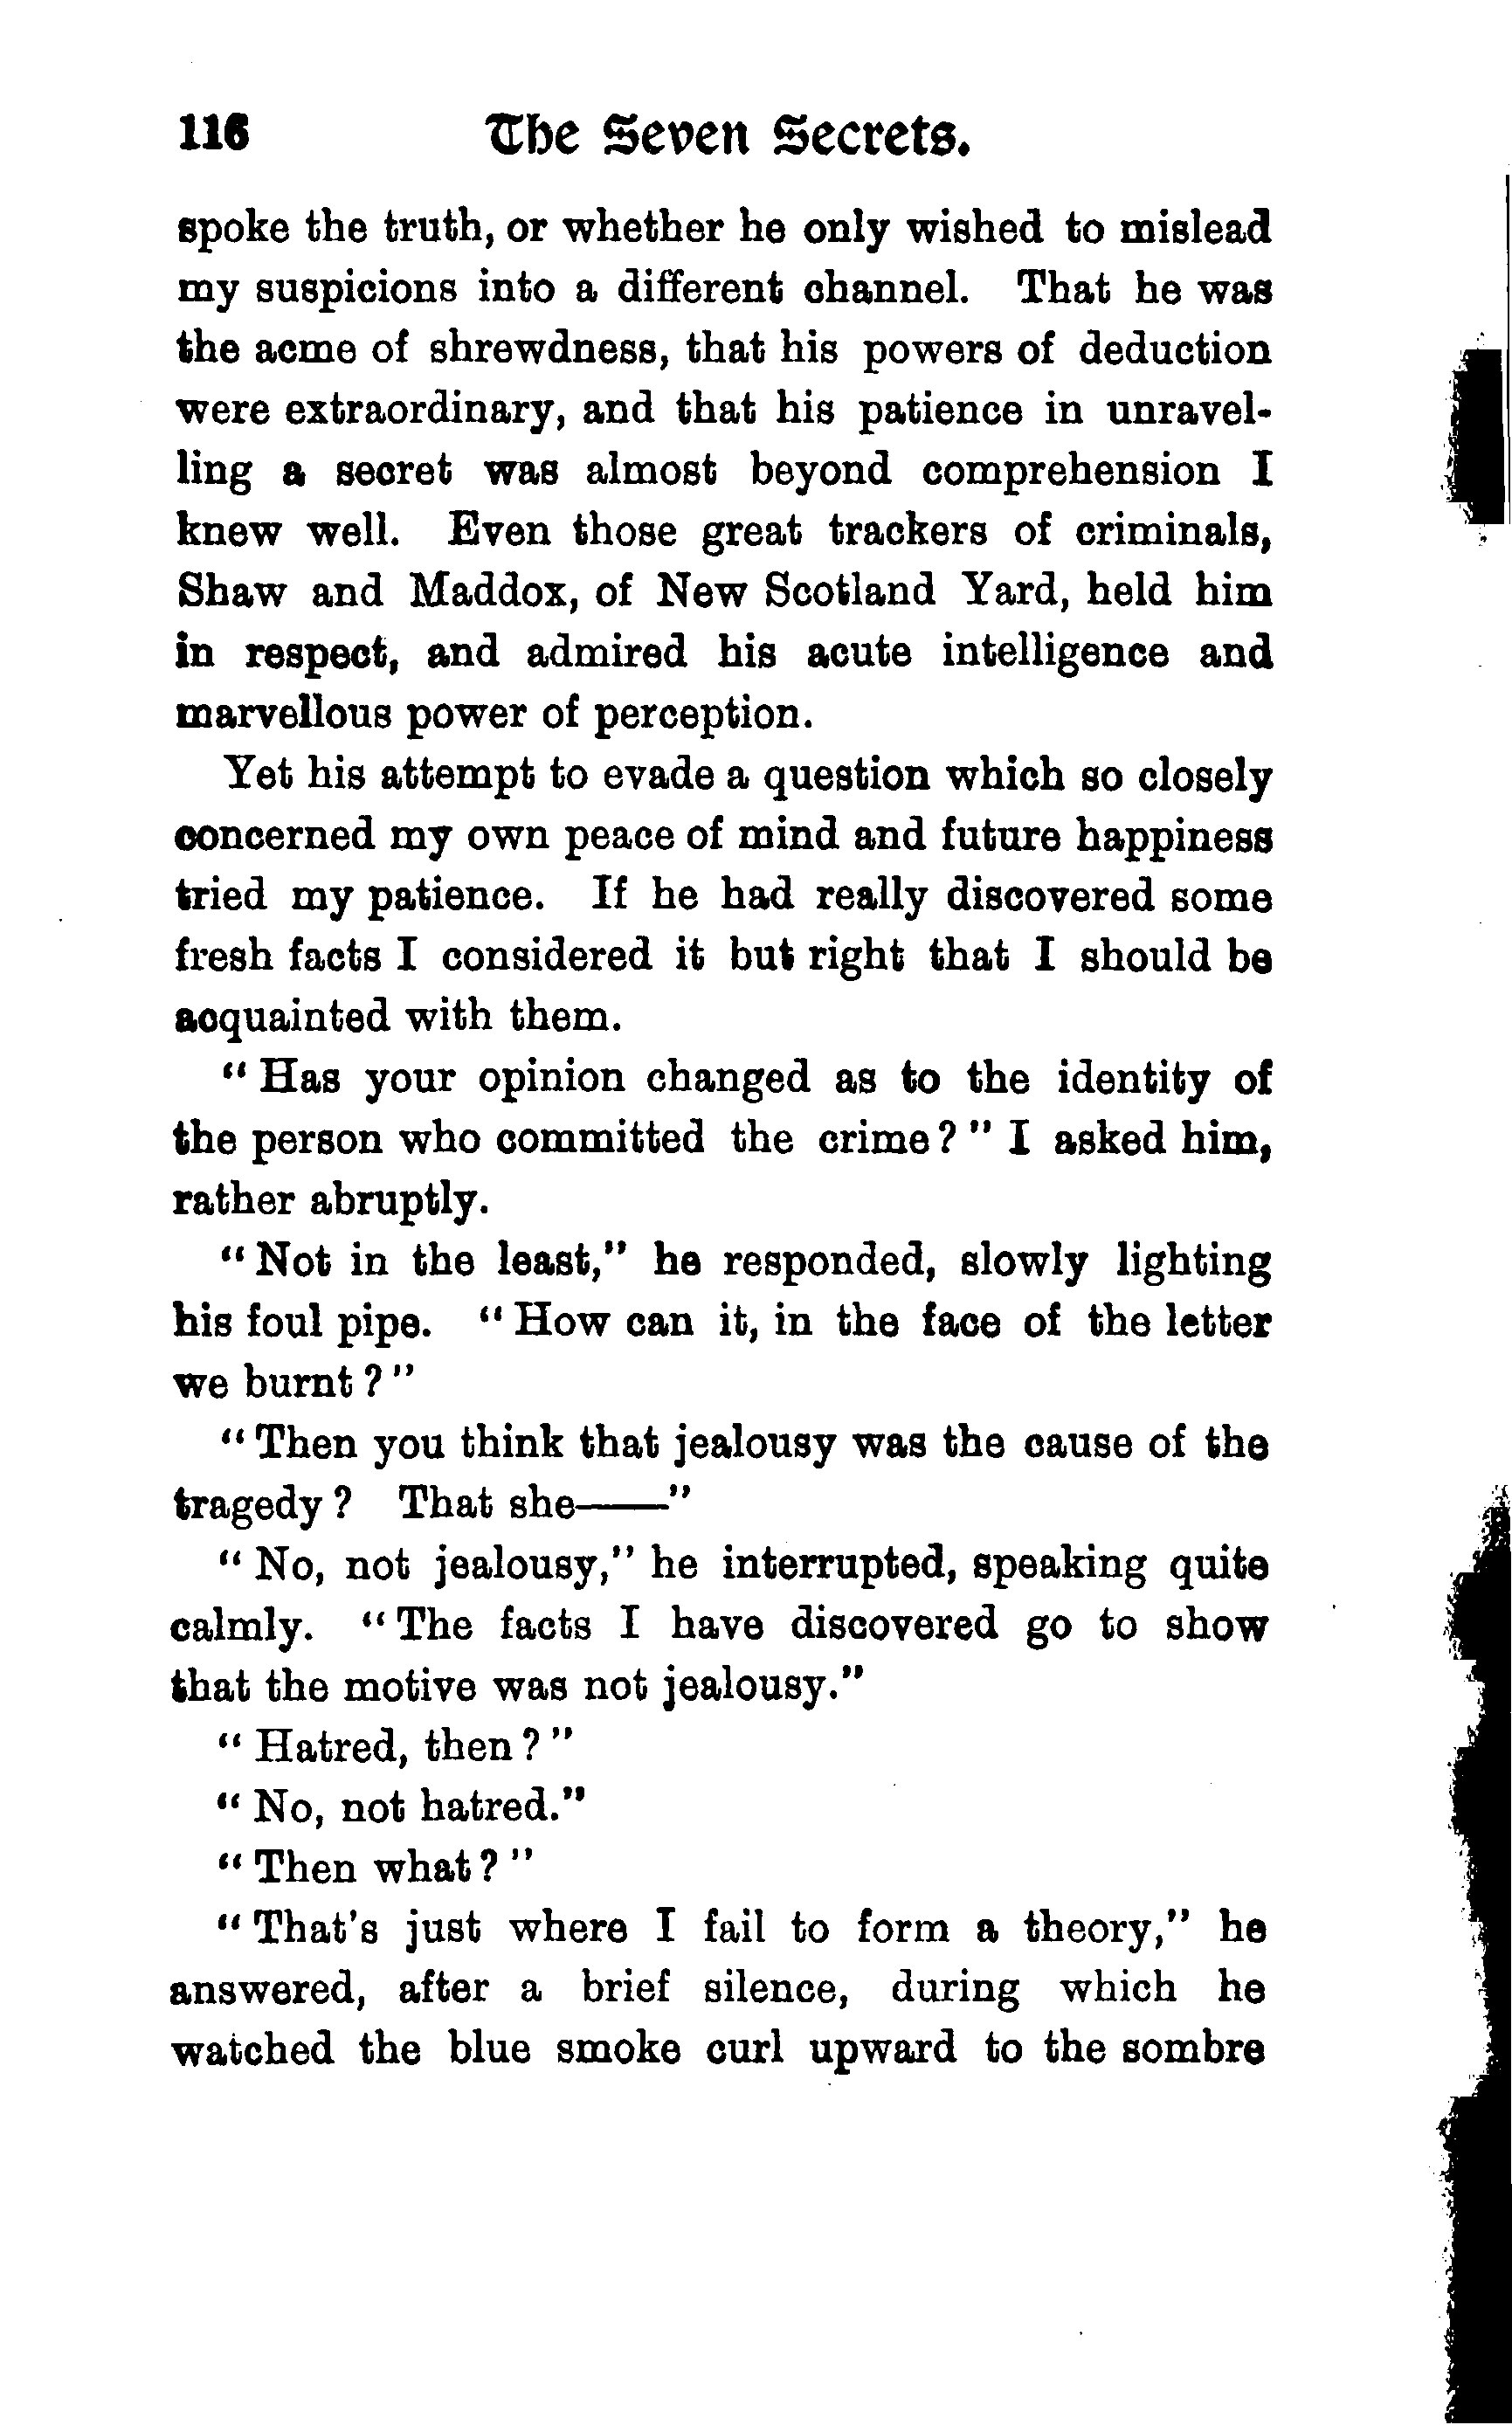 116 The Seven Secrets.
spoke the truth, or whether he only wished to mislead
my suspicions into a different channel. That he was
the acme of shrewdness, that his powers of deduction
were extraordinary, and that his patience in unravel-
ling a secret was almost beyond comprehension I
knew well. Even those great trackers of criminals,
Shaw and Maddox, of New Scotland Yard, held him
in respect, and admired his acute intelligence and
marvellous power of perception.
Yet his attempt to evade a question which so closely
concerned my own peace of mind and future happiness
tried my patience. If he had really discovered some
fresh facts I considered it but right that I should be
acquainted with them.
" Has your opinion changed as to the identity of
the person who committed the crime ? " I asked him,
rather abruptly.
" Not in the least," he responded, slowly lighting
his foul pipe. " How can it, in the face of the letter
we burnt ? "
" Then you think that jealousy was the cause of the
tragedy ? That she——"
" No, not jealousy," he interrupted, speaking quite
calmly. " The facts I have discovered go to show
that the motive was not jealousy."
" Hatred, then ? "
" No, not hatred."
" Then what ? "
" That's just where I fail to form a theory," he
answered, after a brief silence, during which he
watched the blue smoke curl upward to the sombre